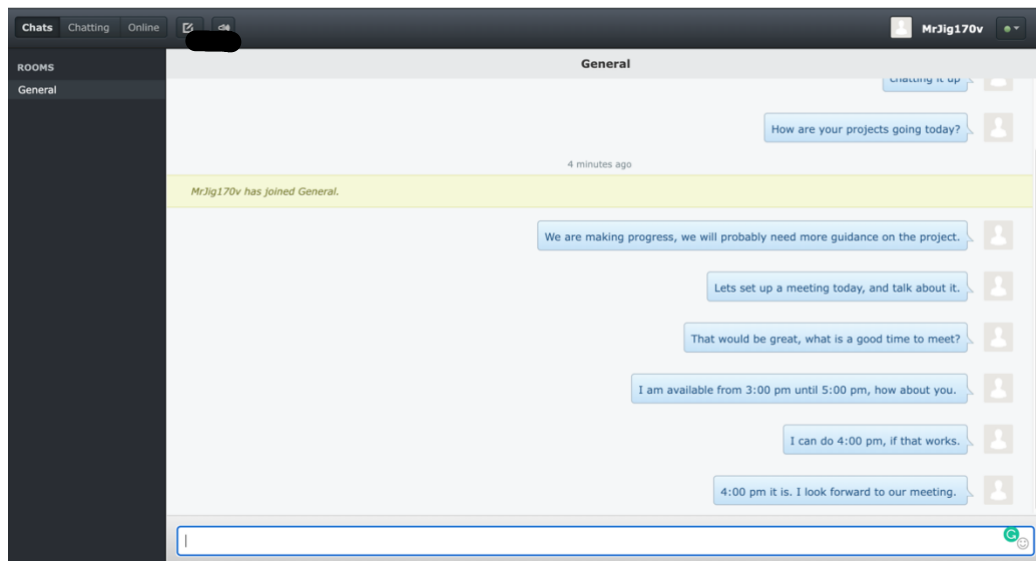 Chats Chatting Online MrJig170v
ROOMS
General
General
chatting it up
How are your projects going today?
4 minutes ago
MrJig170v has joined General.
We are making progress, we will probably need more guidance on the project.
Lets set up a meeting today, and talk about it.
That would be great, what is a good time to meet?
I am available from 3:00 pm until 5:00 pm, how about you.
I can do 4:00 pm, if that works.
4:00 pm it is. I look forward to our meeting.